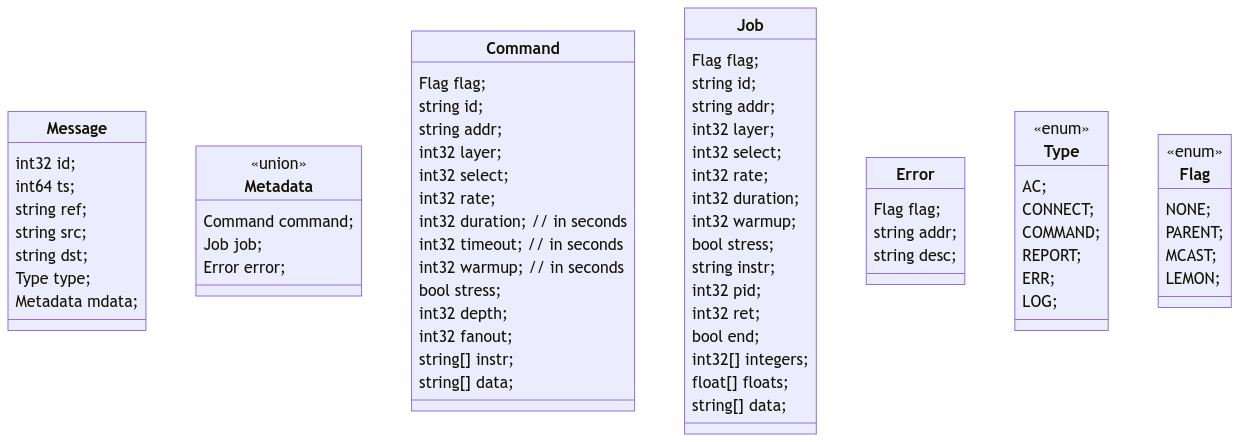 Message
int32 id;
int64 ts;
string ref;
string src;
string dst;
Type type;
Metadata mdata;
«union»
Metadata
Command command;
Job job;
Error error;
Command
Flag flag;
string id;
string addr;
int32 layer;
int32 select;
int32 rate;
int32 duration; // in seconds
int32 timeout; // in seconds
int32 warmup; // in seconds
bool stress;
int32 depth;
int32 fanout;
string[] instr;
string[] data;
Job
Flag flag;
string id;
string addr;
int32 layer;
int32 select;
int32 rate;
int32 duration;
int32 warmup;
bool stress;
string instr;
int32 pid;
int32 ret;
bool end;
int32[] integers;
float[] floats;
string[] data;
Error
Flag flag;
string addr;
string desc;
«enum»
Type
AC;
CONNECT;
COMMAND;
REPORT;
ERR;
LOG;
«enum»
Flag
NONE;
PARENT;
MCAST;
LEMON;